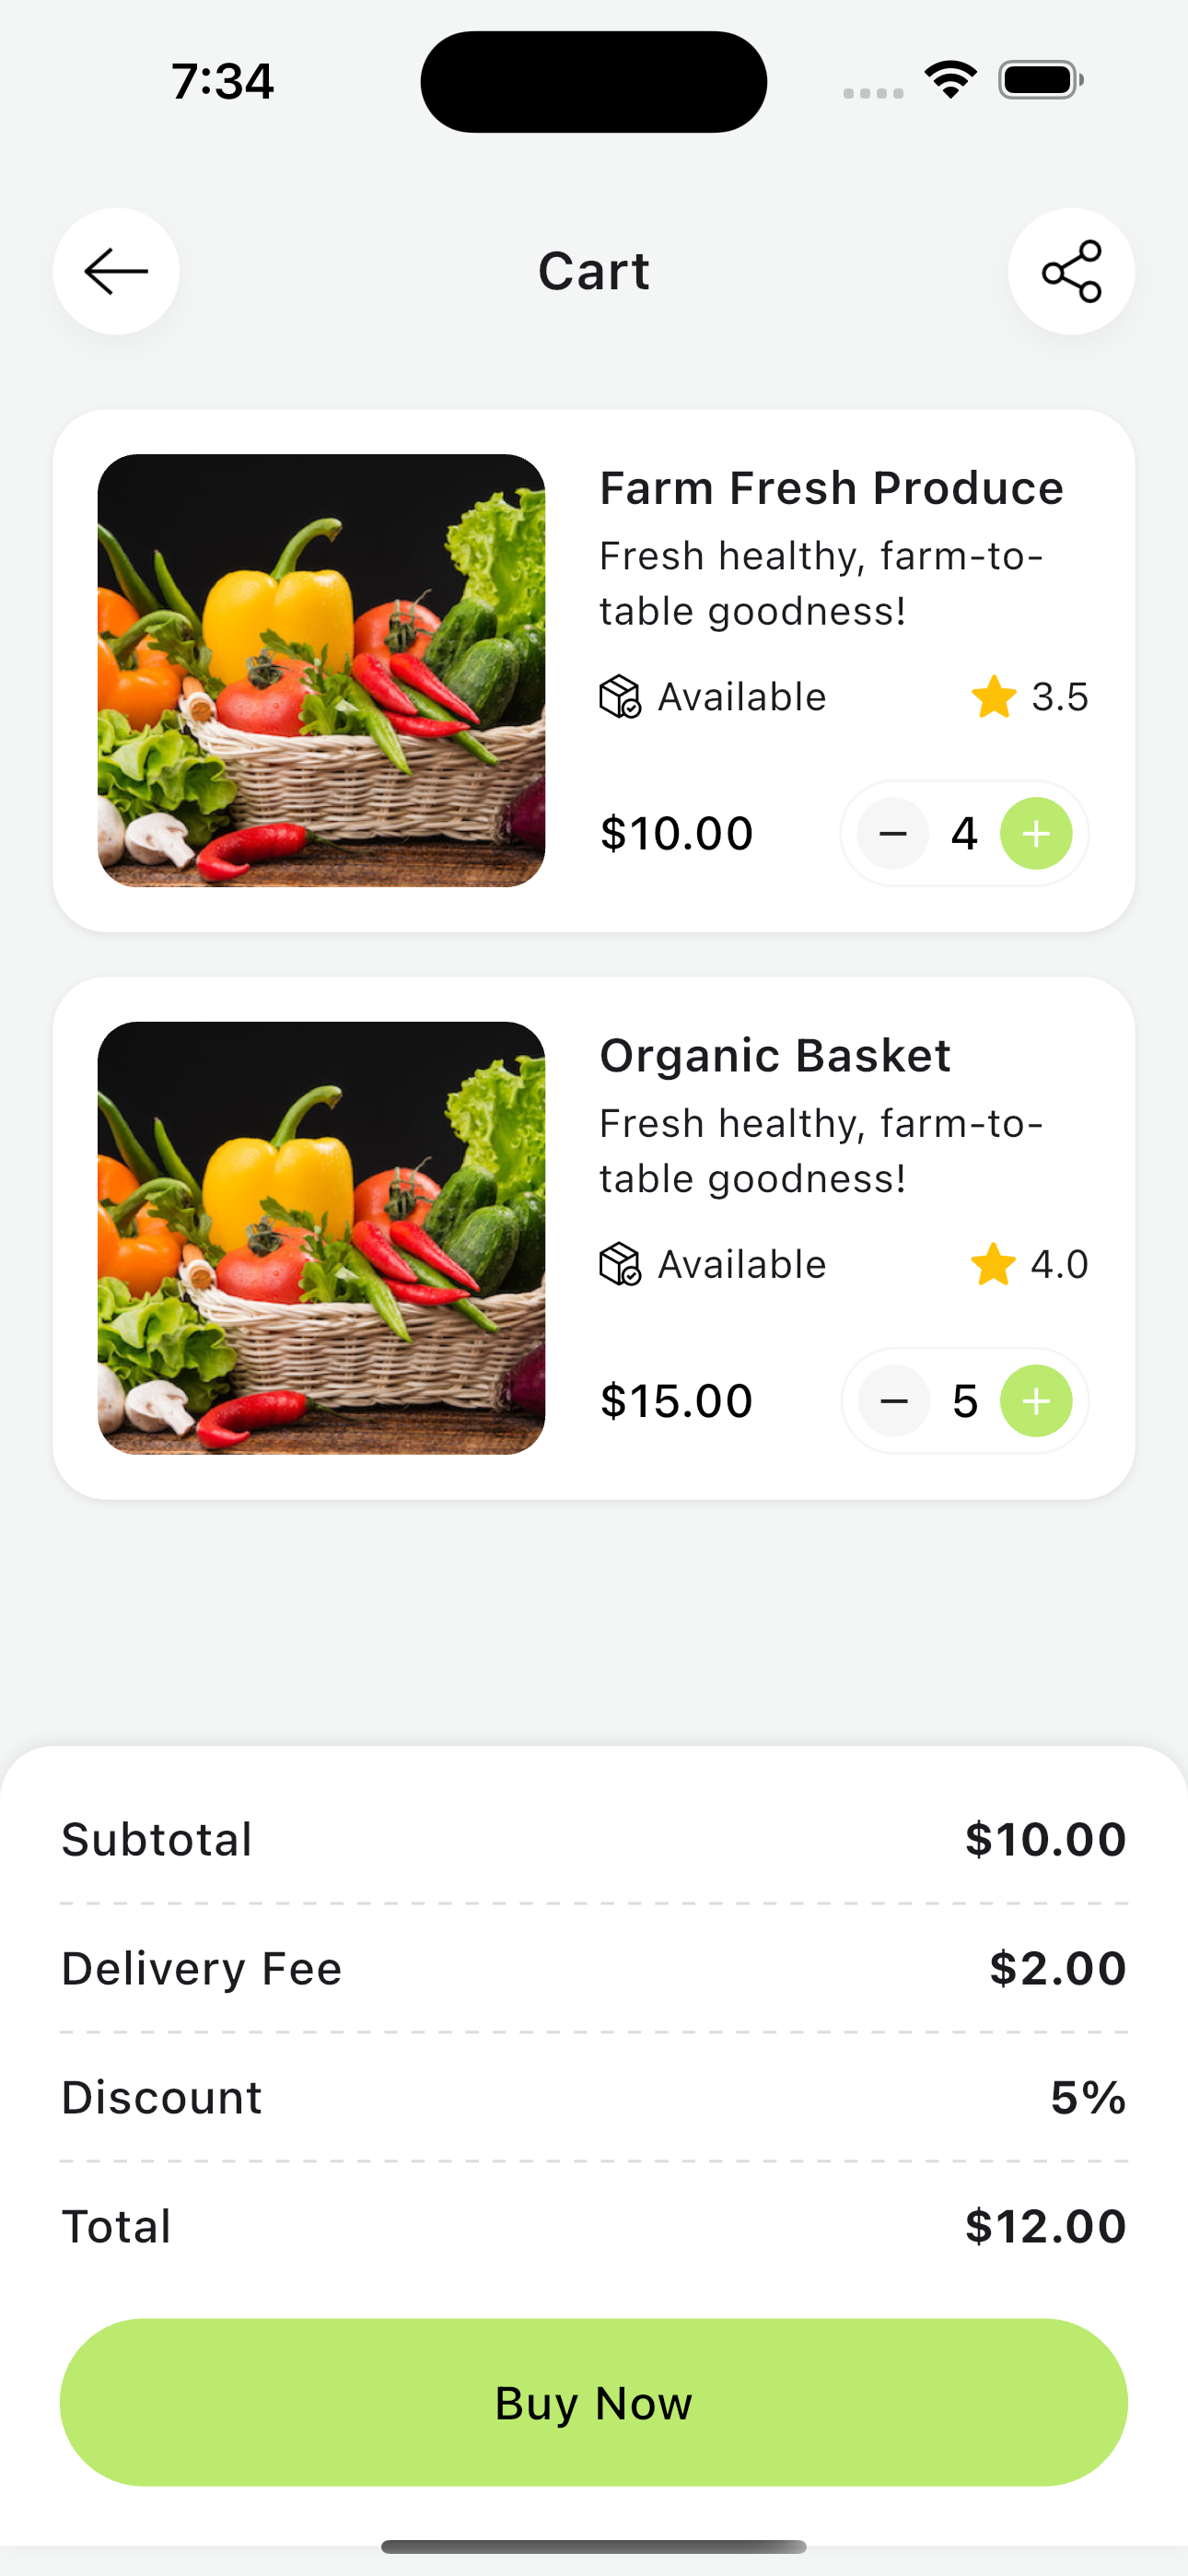 7:34
Cart
Farm Fresh Produce
Fresh healthy, farm-to-
table goodness!
Available 3.5
$10.00 − 4 +
Organic Basket
Fresh healthy, farm-to-
table goodness!
Available 4.0
$15.00 − 5 +
Subtotal $10.00
Delivery Fee $2.00
Discount 5%
Total $12.00
Buy Now